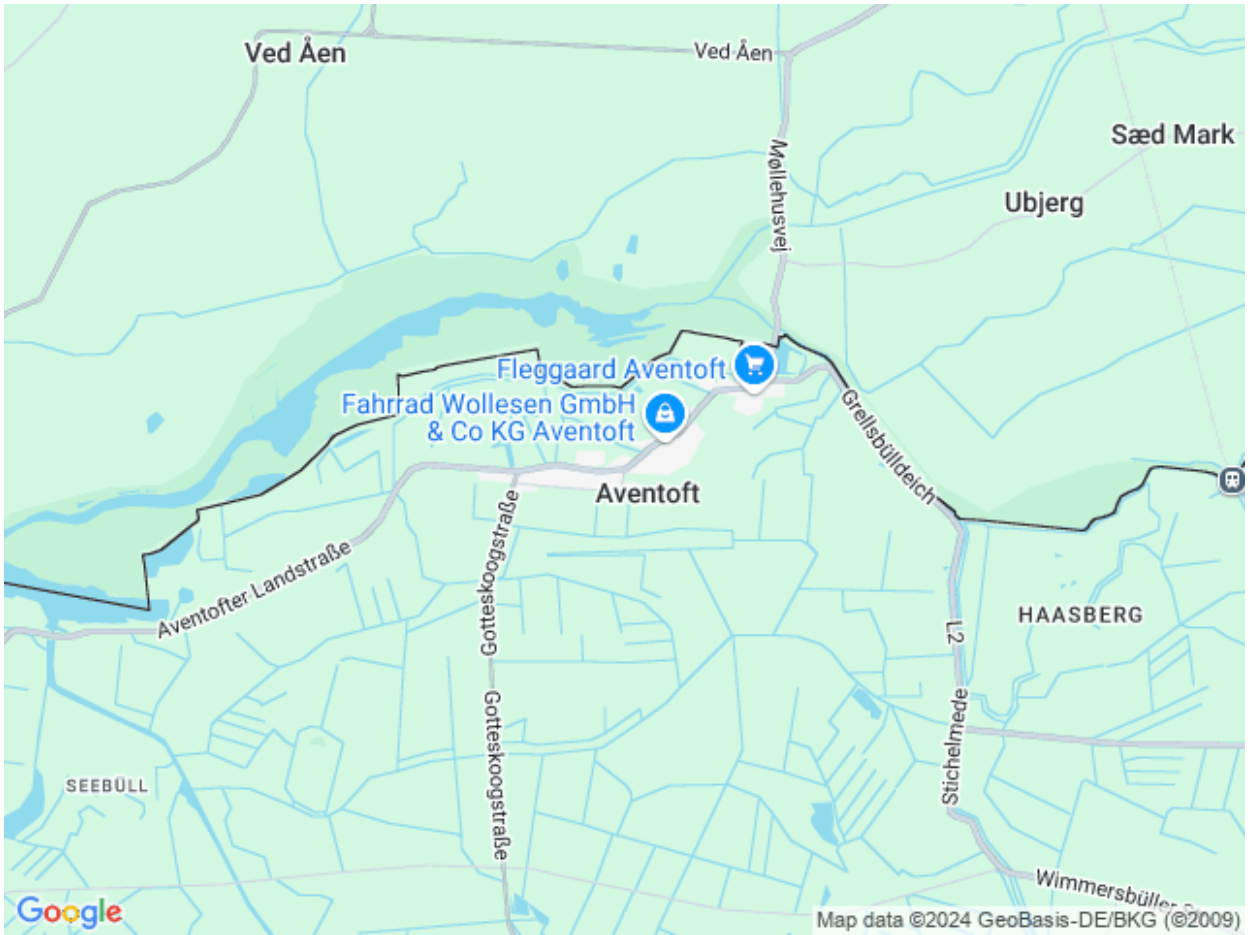 Ved Åen
Ved Åen
Sæd Mark
Møllehusvej
Ubjerg
Fleggaard Aventoft
Fahrrad Wollesen GmbH
& Co KG Aventoft
Grellsbülldeich
Aventoft
Gotteskoogstraße
Aventofter Landstraße
HAASBERG
L2
Gotteskoogstraße
Stichelmede
SEEBÜLL
Wimmersbüller
Google
Map data ©2024 GeoBasis-DE/BKG (©2009)